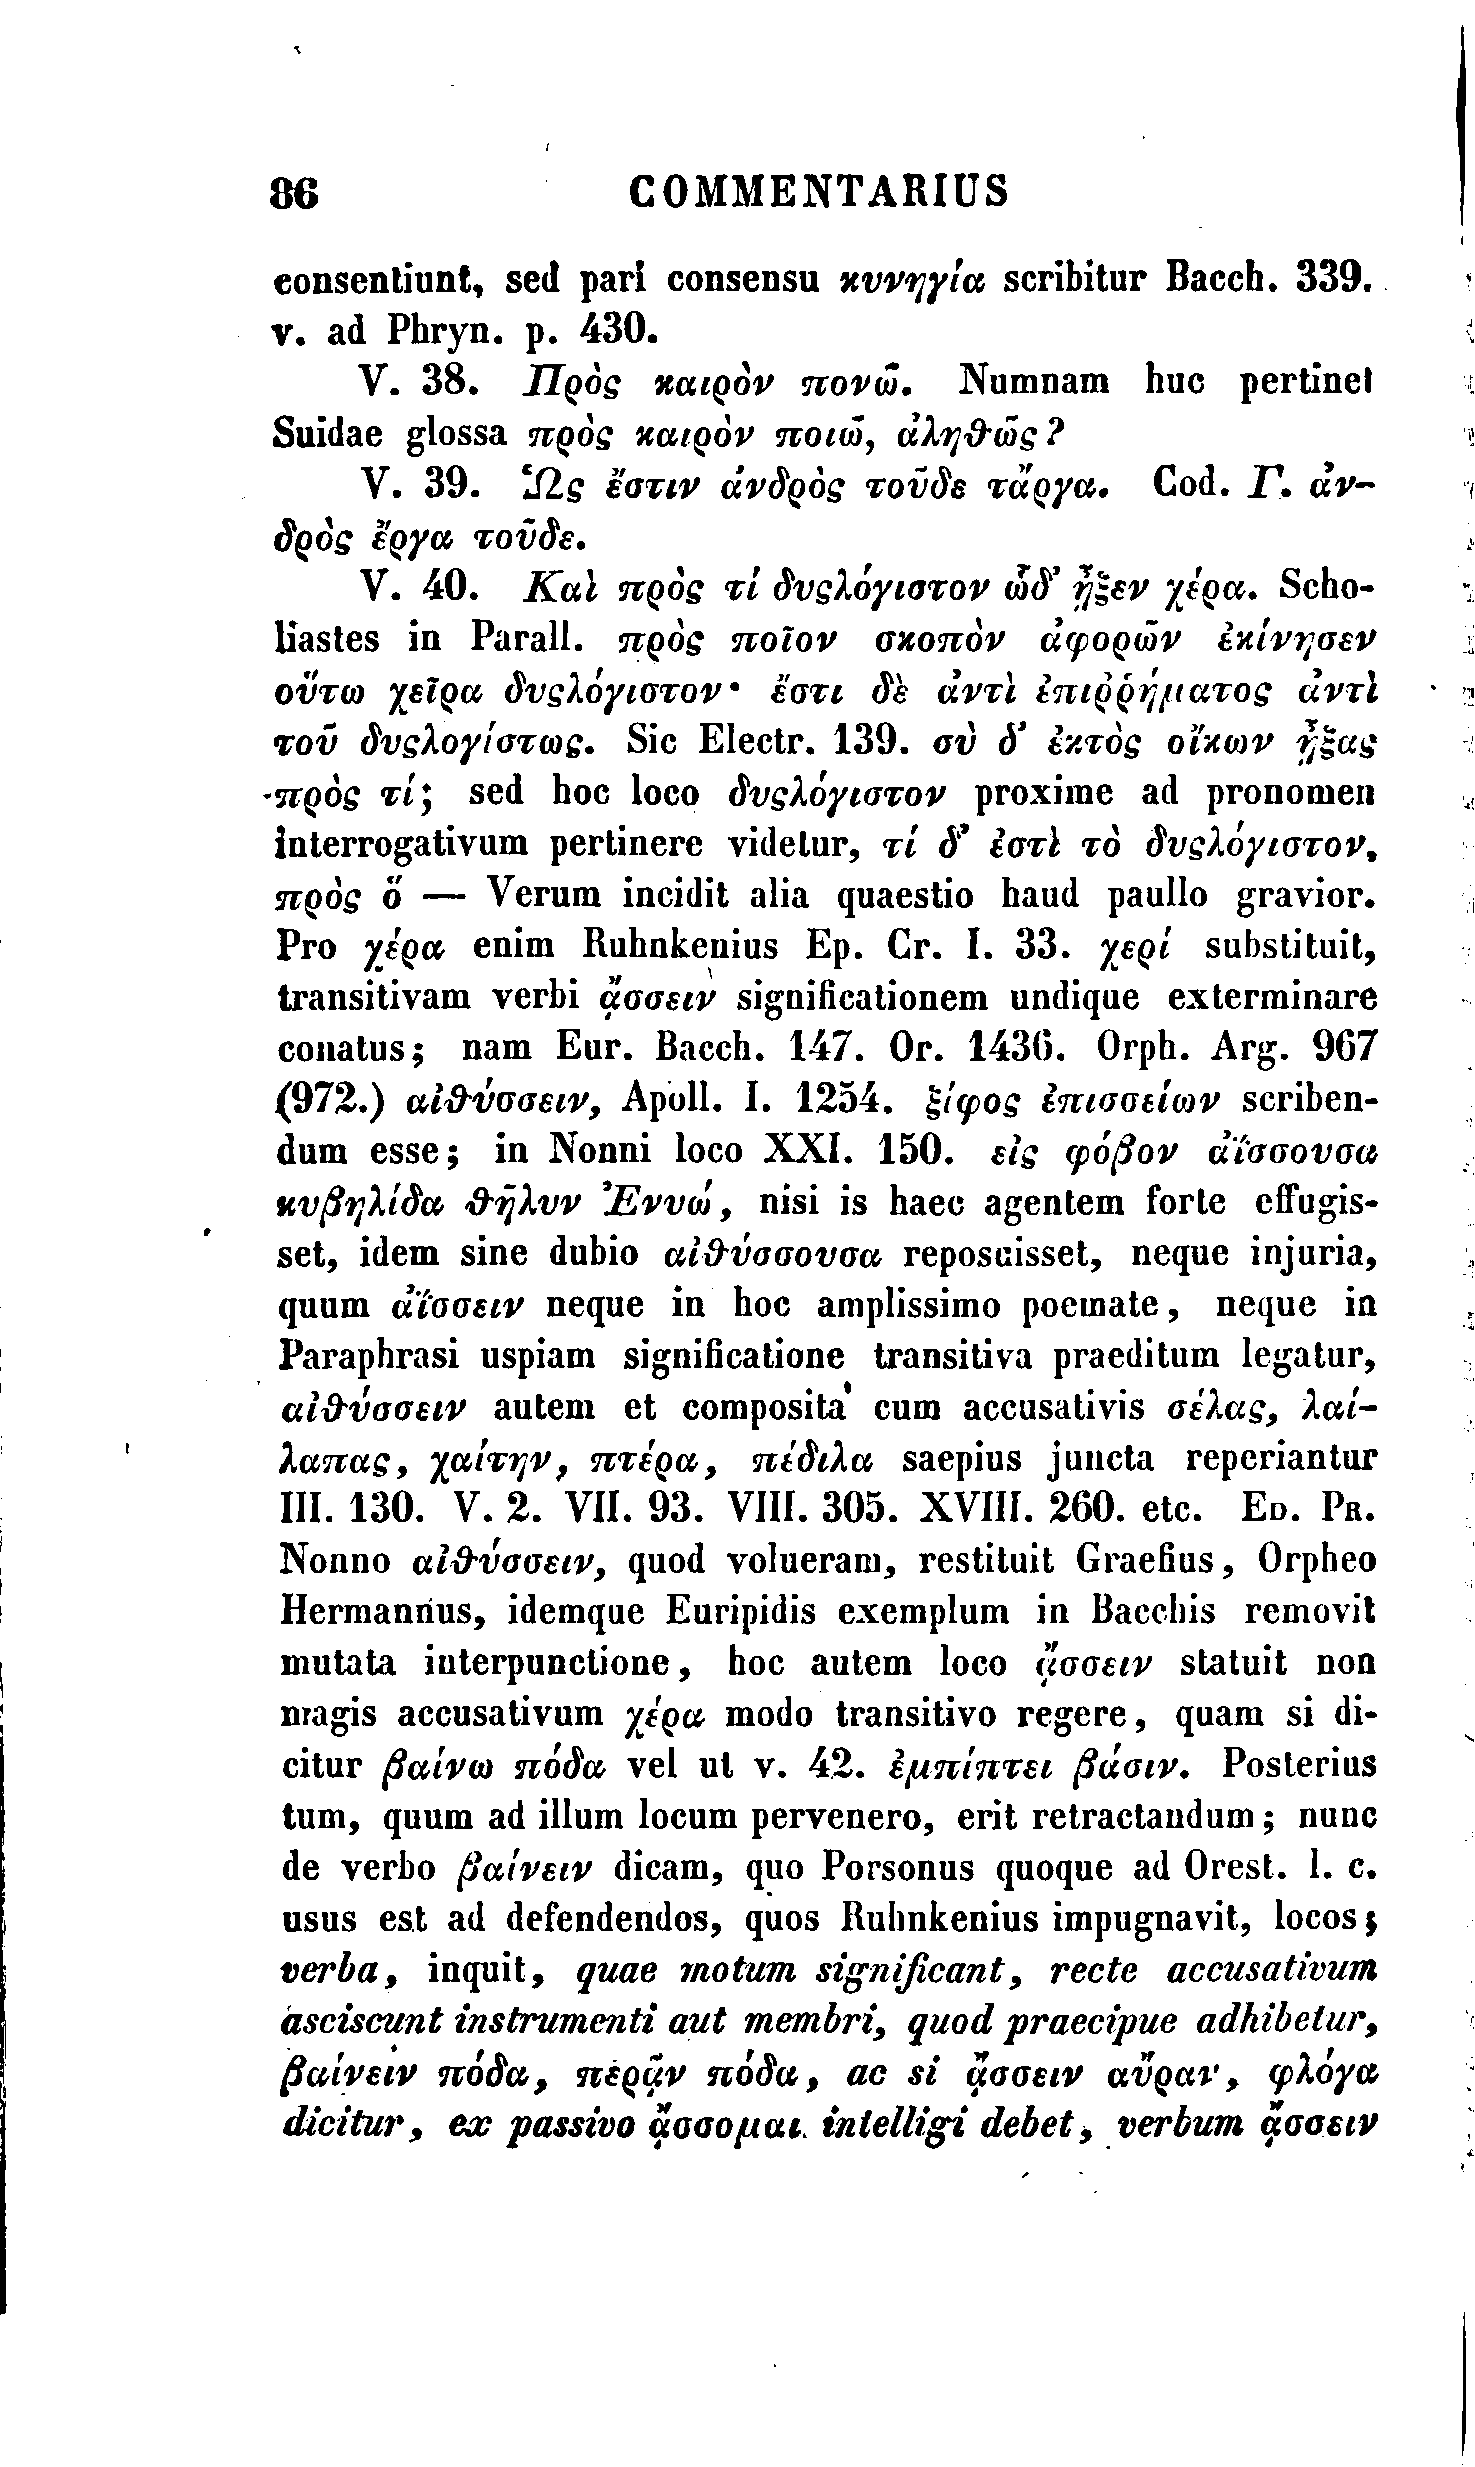 86 COMMENTARIUS
consentiunt, sed pari consensu κυνηγία scribitur Bacch. 339.
v. ad Phryn. p. 430.
V. 38. Πρὸς καιρὸν πονῶ. Numnam huc pertinet
Suidae glossa πρὸς καιρὸν ποιῶ, ἀληθῶς?
V. 39. Ὡς ἔστιν ἀνδρὸς τοῦδε τἄργα. Cod. Γ. ἀν-
δρὸς ἔργα τοῦδε.
V. 40. Καὶ πρὸς τί δυςλόγιστον ὧδ’ ᾖξεν χέρα. Scho-
liastes in Parall. πρὸς ποῖον σκοπὸν ἀφορῶν ἐκίνησεν
οὕτω χεῖρα δυςλόγιστον· ἔστι δὲ ἀντὶ ἐπιῤῥήματος ἀντὶ
τοῦ δυςλογίστως. Sic Electr. 139. σὺ δ’ ἐκτὸς οἴκων ᾖξας
πρὸς τί; sed hoc loco δυςλόγιστον proxime ad pronomen
interrogativum pertinere videtur, τί δ’ ἐστὶ τὸ δυςλόγιστον,
πρὸς ὅ — Verum incidit alia quaestio haud paullo gravior.
Pro χέρα enim Ruhnkenius Ep. Cr. I. 33. χερί substituit,
transitivam verbi ᾄσσειν significationem undique exterminare
conatus; nam Eur. Bacch. 147. Or. 1436. Orph. Arg. 967
(972.) αἰθύσσειν, Apoll. I. 1254. ξίφος ἐπισσείων scriben-
dum esse; in Nonni loco XXI. 150. εἰς φόβον ἀΐσσουσα
κυβηλίδα θῆλυν Ἐνυώ, nisi is haec agentem forte effugis-
set, idem sine dubio αἰθύσσουσα reposuisset, neque injuria,
quum ἀΐσσειν neque in hoc amplissimo poemate, neque in
Paraphrasi uspiam significatione transitiva praeditum legatur,
αἰθύσσειν autem et composita cum accusativis σέλας, λαί-
λαπας, χαίτην, πτέρα, πέδιλα saepius juncta reperiantur
III. 130. V. 2. VII. 93. VIII. 305. XVIII. 260. etc. ED. PR.
Nonno αἰθύσσειν, quod volueram, restituit Graefius, Orpheo
Hermannus, idemque Euripidis exemplum in Bacchis removit
mutata interpunctione, hoc autem loco ᾄσσειν statuit non
magis accusativum χέρα modo transitivo regere, quam si di-
citur βαίνω πόδα vel ut v. 42. ἐμπίπτει βάσιν. Posterius
tum, quum ad illum locum pervenero, erit retractandum; nunc
de verbo βαίνειν dicam, quo Porsonus quoque ad Orest. l. c.
usus est ad defendendos, quos Ruhnkenius impugnavit, locos;
verba, inquit, quae motum significant, recte accusativum
asciscunt instrumenti aut membri, quod praecipue adhibetur,
βαίνειν πόδα, περᾷν πόδα, ac si ᾄσσειν αὔραν, φλόγα
dicitur, ex passivo ᾄσσομαι intelligi debet, verbum ᾄσσειν